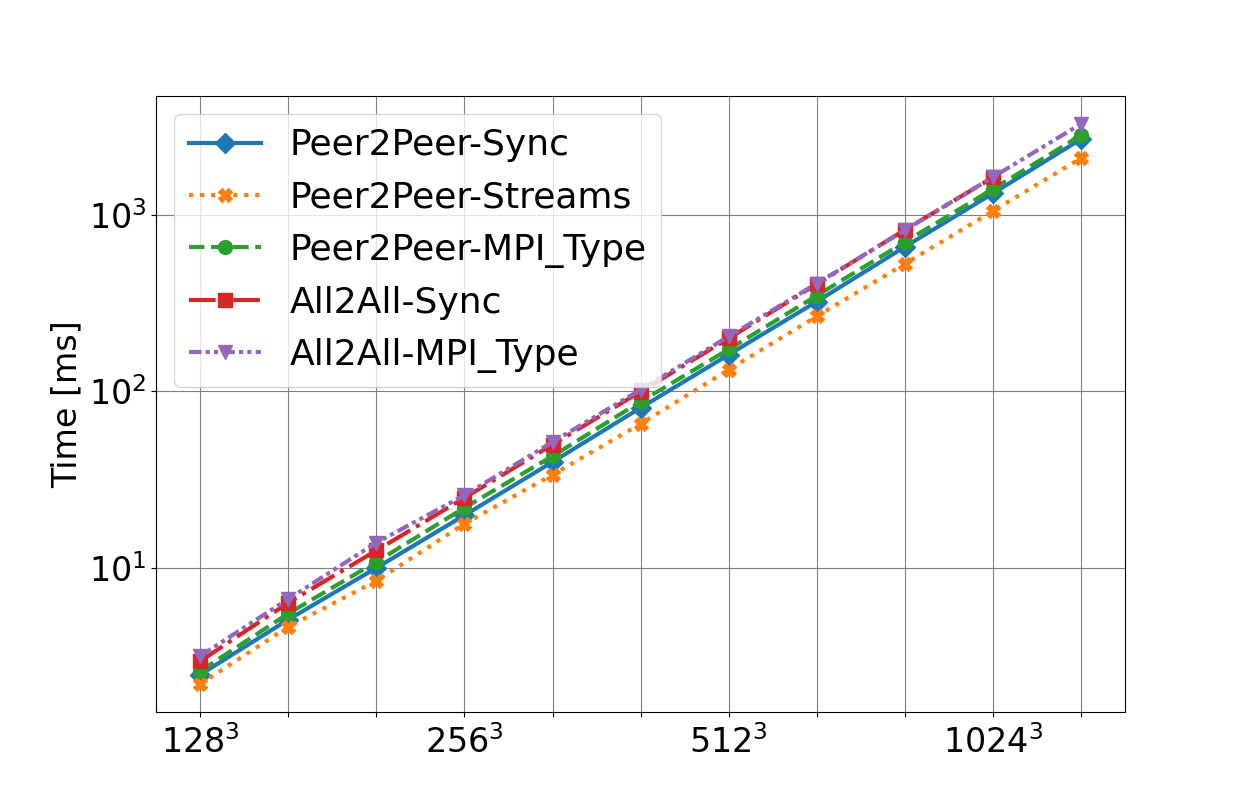 Peer2Peer-Sync
Peer2Peer-Streams
Peer2Peer-MPI_Type
All2All-Sync
All2All-MPI_Type
Time [ms]
10³
10²
10¹
128³ 256³ 512³ 1024³